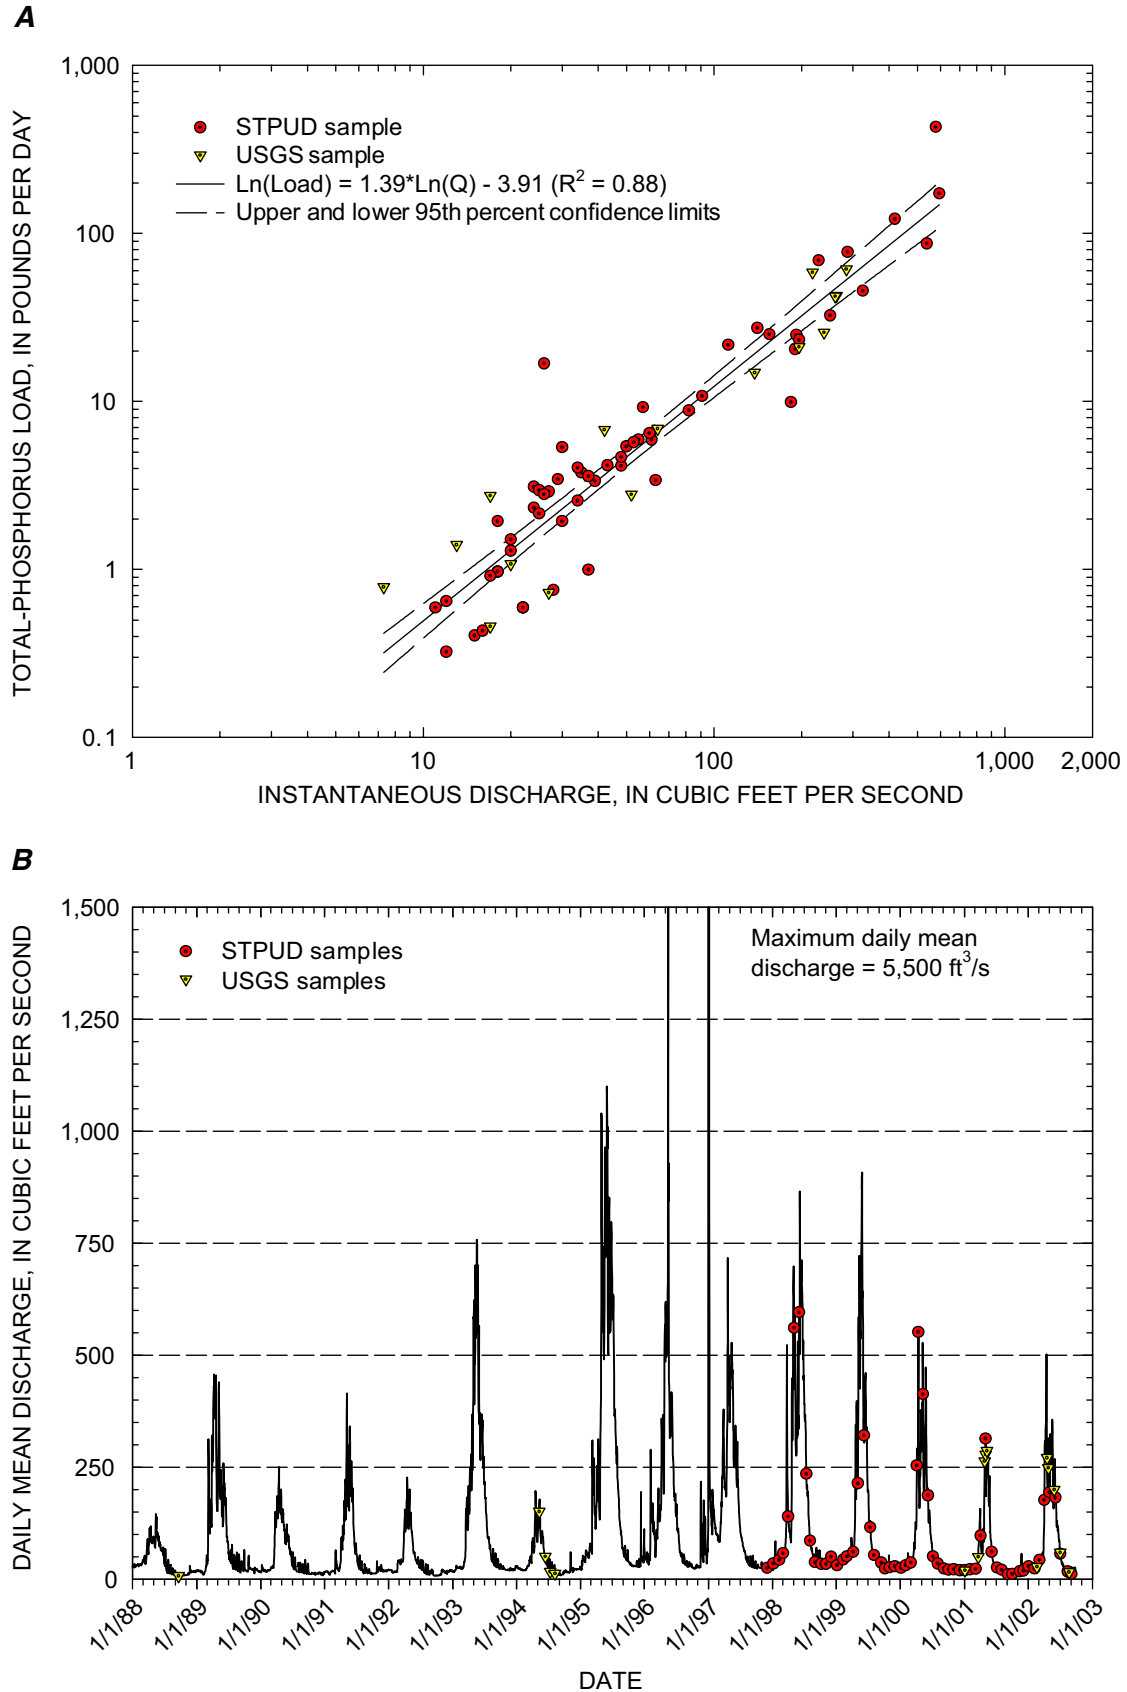 A
1,000
100
10
1
0.1
TOTAL-PHOSPHORUS LOAD, IN POUNDS PER DAY
STPUD sample
USGS sample
Ln(Load) = 1.39*Ln(Q) - 3.91 (R² = 0.88)
Upper and lower 95th percent confidence limits
1 10 100 1,000 2,000
INSTANTANEOUS DISCHARGE, IN CUBIC FEET PER SECOND
B
1,500
1,250
1,000
750
500
250
0
DAILY MEAN DISCHARGE, IN CUBIC FEET PER SECOND
STPUD samples
USGS samples
Maximum daily mean
discharge = 5,500 ft³/s
1/1/88 1/1/89 1/1/90 1/1/91 1/1/92 1/1/93 1/1/94 1/1/95 1/1/96 1/1/97 1/1/98 1/1/99 1/1/00 1/1/01 1/1/02 1/1/03
DATE